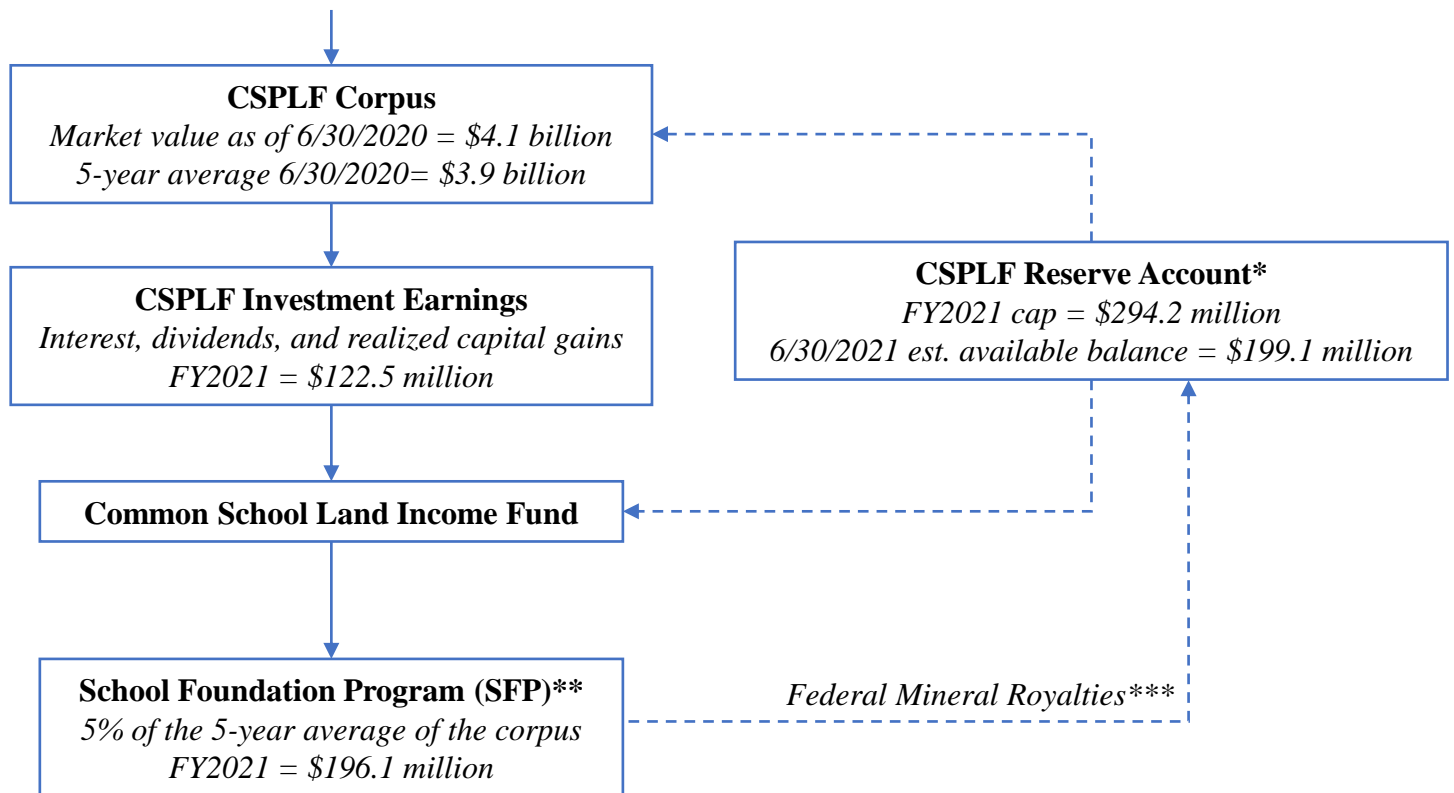 CSPLF Corpus
Market value as of 6/30/2020 = $4.1 billion
5-year average 6/30/2020= $3.9 billion
CSPLF Investment Earnings
Interest, dividends, and realized capital gains
FY2021 = $122.5 million
CSPLF Reserve Account*
FY2021 cap = $294.2 million
6/30/2021 est. available balance = $199.1 million
Common School Land Income Fund
School Foundation Program (SFP)**
5% of the 5-year average of the corpus
FY2021 = $196.1 million
Federal Mineral Royalties***